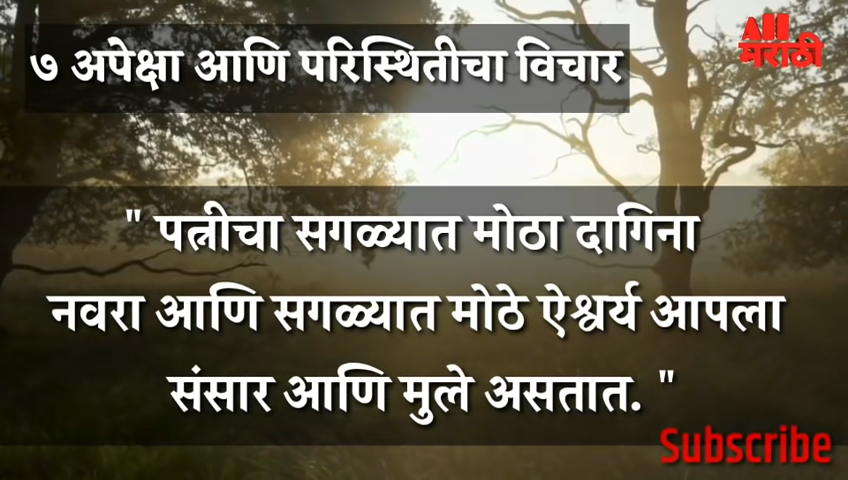 ७ अपेक्षा आणि परिस्थितीचा विचार
All
मराठी
" पत्नीचा सगळ्यात मोठा दागिना
नवरा आणि सगळ्यात मोठे ऐश्वर्य आपला
संसार आणि मुले असतात. "
Subscribe